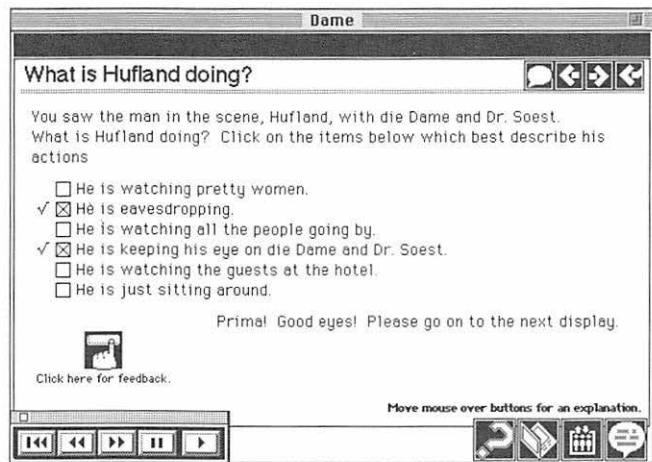 Dame
What is Hufland doing?
You saw the man in the scene, Hufland, with die Dame and Dr. Soest.
What is Hufland doing? Click on the items below which best describe his
actions
He is watching pretty women.
√ ☒ He is eavesdropping.
He is watching all the people going by.
√ ☒ He is keeping his eye on die Dame and Dr. Soest.
He is watching the guests at the hotel.
He is just sitting around.
Prima! Good eyes! Please go on to the next display.
Click here for feedback.
Move mouse over buttons for an explanation.